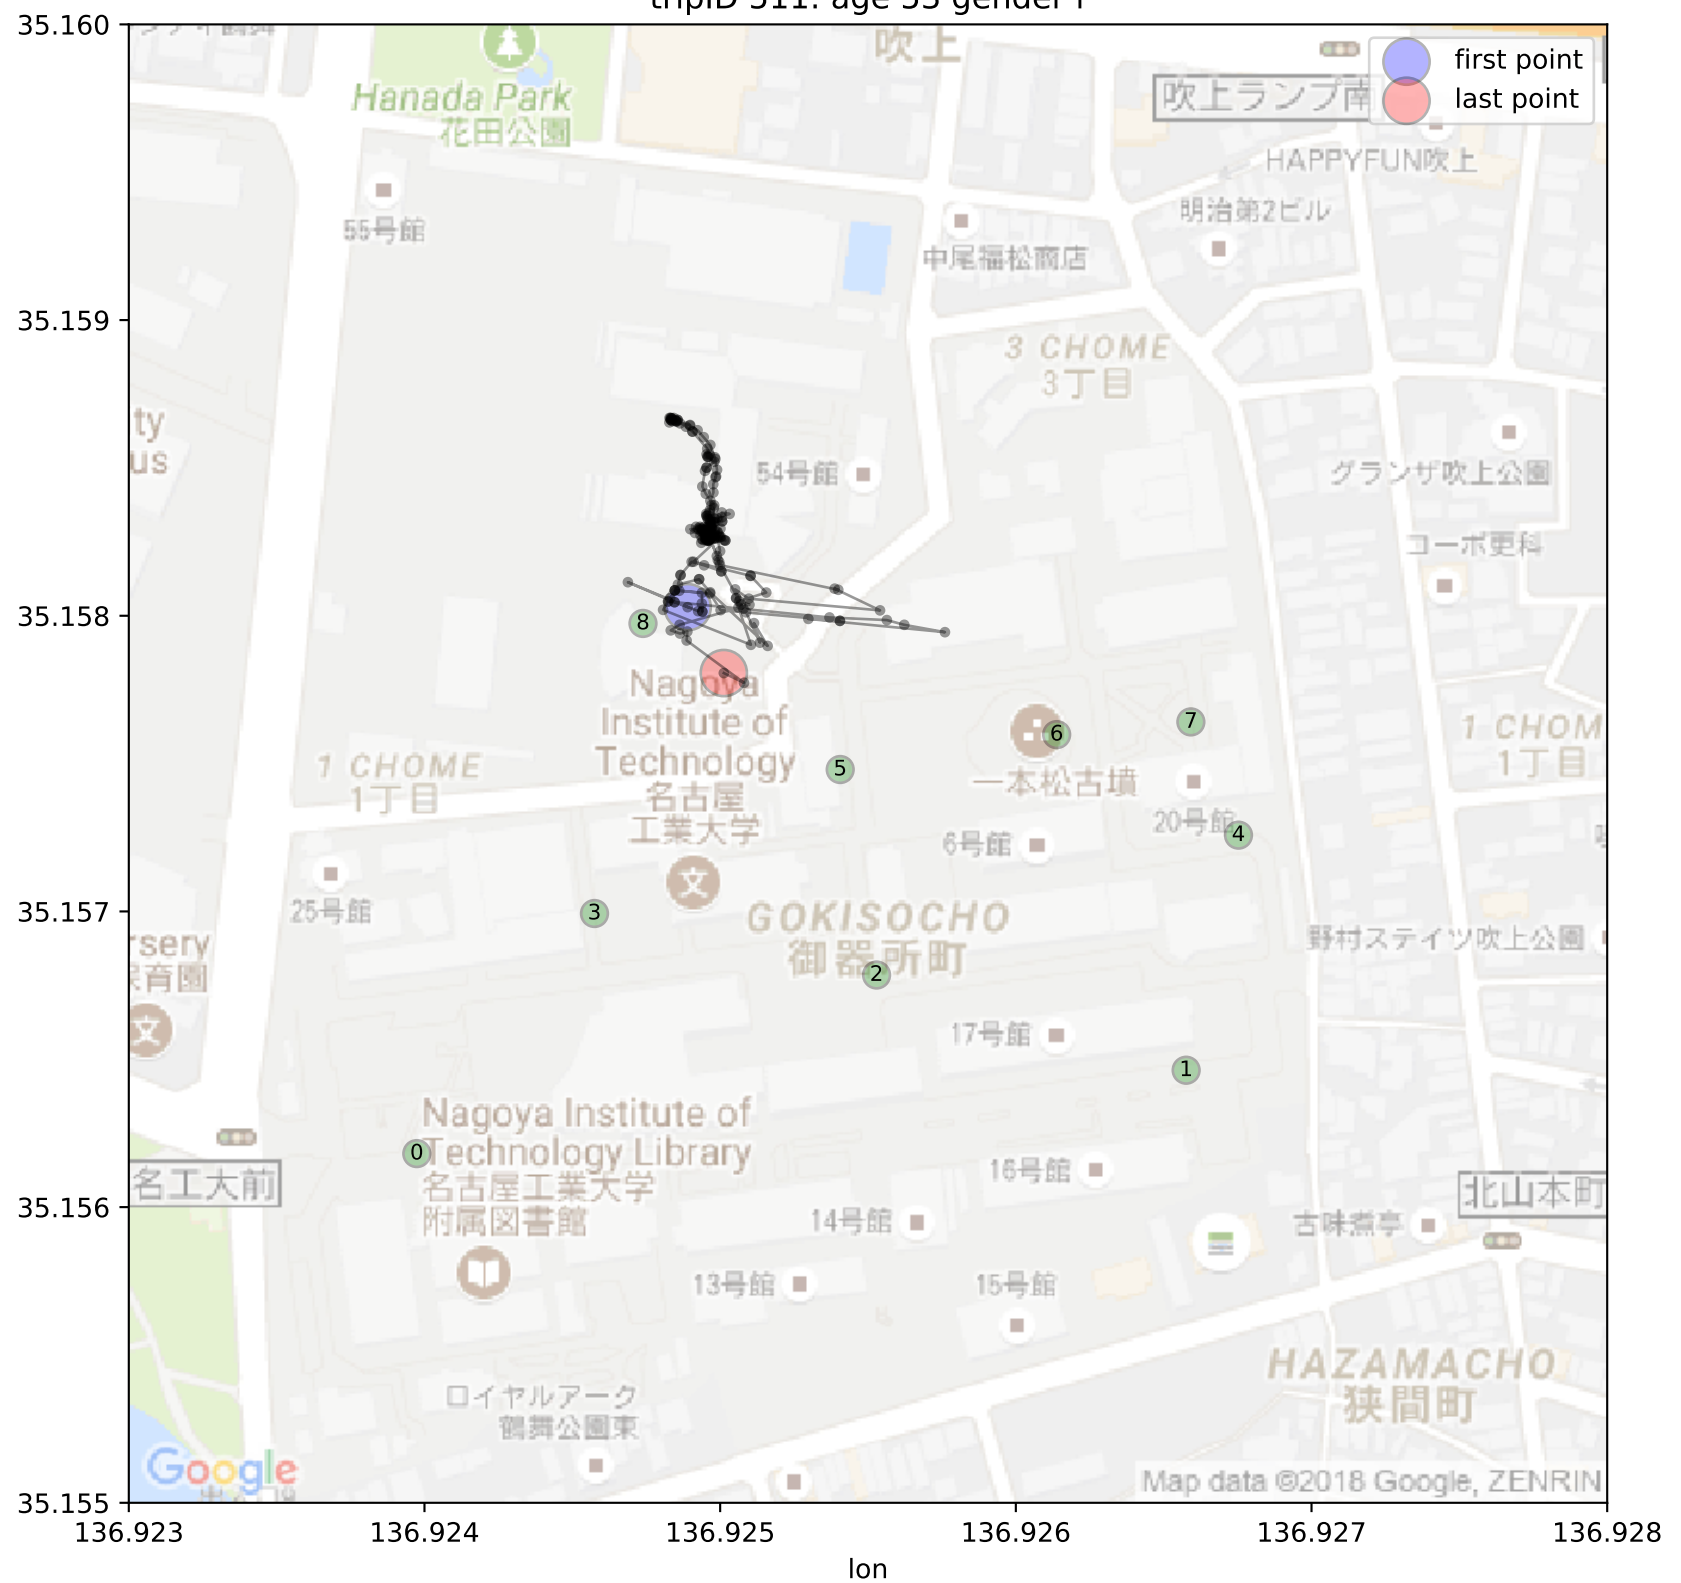 35.160
吹上
first point
last point
吹上ランプ南
Hanada Park
花田公園
HAPPYFUN吹上
55号館
明治第2ビル
中尾福松商店
35.159
3 CHOME
3丁目
ty
us
54号館
グランザ吹上公園
コーポ更科
35.158
8
Nagoya
Institute of
Technology
名古屋
工業大学
7
6
5
1 CHOME
1丁目
1 CHOM
1丁目
一本松古墳
20号館
4
6号館
25号館
3
35.157
GOKISOCHO
御器所町
2
rsery
育園
野村ステイツ吹上公園
17号館
1
Nagoya Institute of
Technology Library
名古屋工業大学
附属図書館
0
名工大前
16号館
北山本町
35.156
14号館
古味煮亭
13号館
15号館
HAZAMACHO
狭間町
ロイヤルアーク
鶴舞公園東
Google
Map data ©2018 Google, ZENRIN
35.155
136.923
136.924
136.925
136.926
136.927
136.928
lon